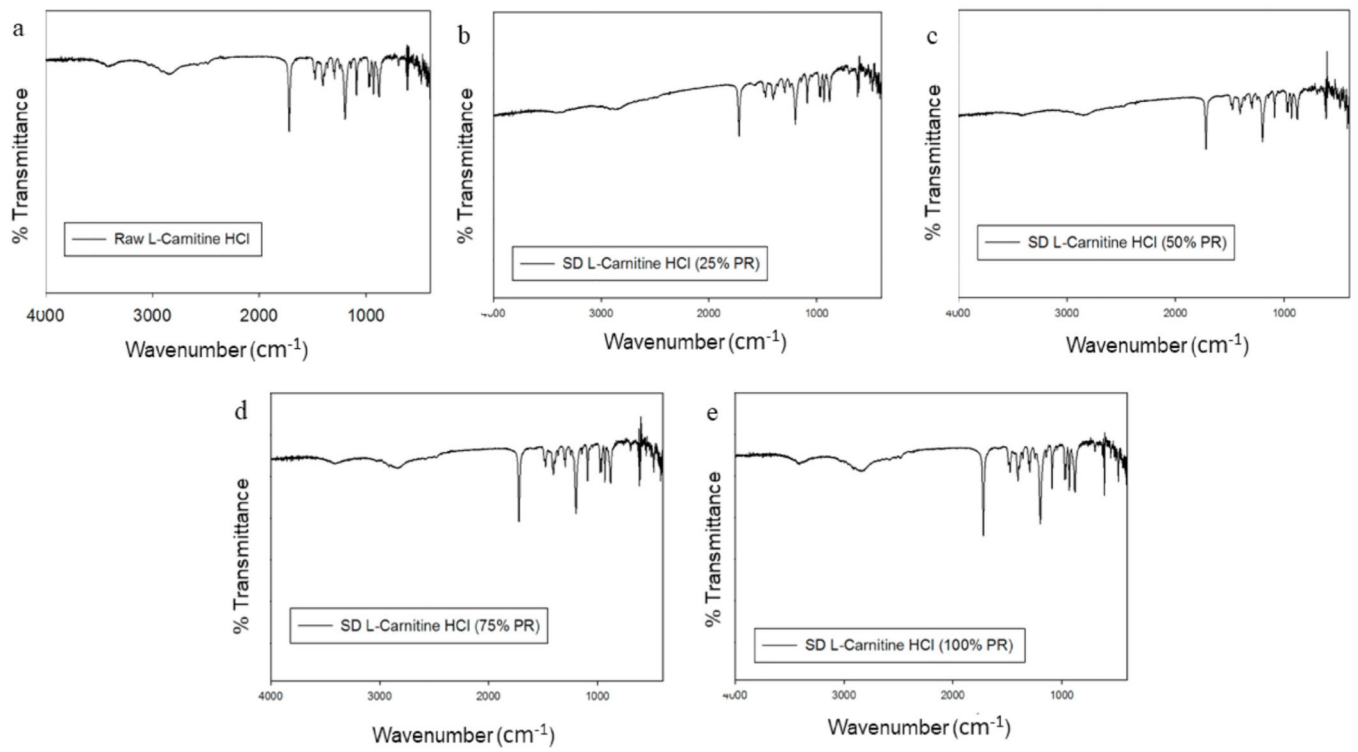 a
% Transmittance
Raw L-Carnitine HCl
4000 3000 2000 1000
Wavenumber (cm-1)
b
% Transmittance
SD L-Carnitine HCl (25% PR)
4000 3000 2000 1000
Wavenumber (cm-1)
c
% Transmittance
SD L-Carnitine HCl (50% PR)
4000 3000 2000 1000
Wavenumber (cm-1)
d
% Transmittance
SD L-Carnitine HCl (75% PR)
4000 3000 2000 1000
Wavenumber (cm-1)
e
% Transmittance
SD L-Carnitine HCl (100% PR)
4000 3000 2000 1000
Wavenumber (cm-1)